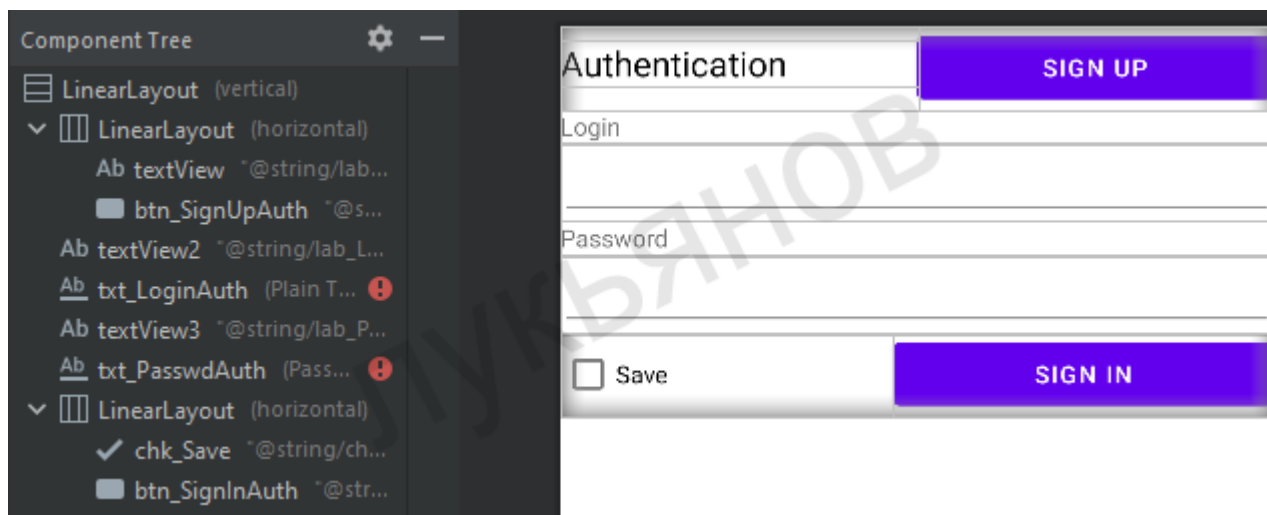 Component Tree
LinearLayout (vertical)
LinearLayout (horizontal)
Ab textView "@string/lab...
btn_SignUpAuth "@s...
Ab textView2 "@string/lab_L...
Ab txt_LoginAuth (Plain T...
Ab textView3 "@string/lab_P...
Ab txt_PasswdAuth (Pass...
LinearLayout (horizontal)
chk_Save "@string/ch...
btn_SignInAuth "@str...
Authentication
SIGN UP
Login
Password
Save
SIGN IN
ЛУКЬЯНОВ